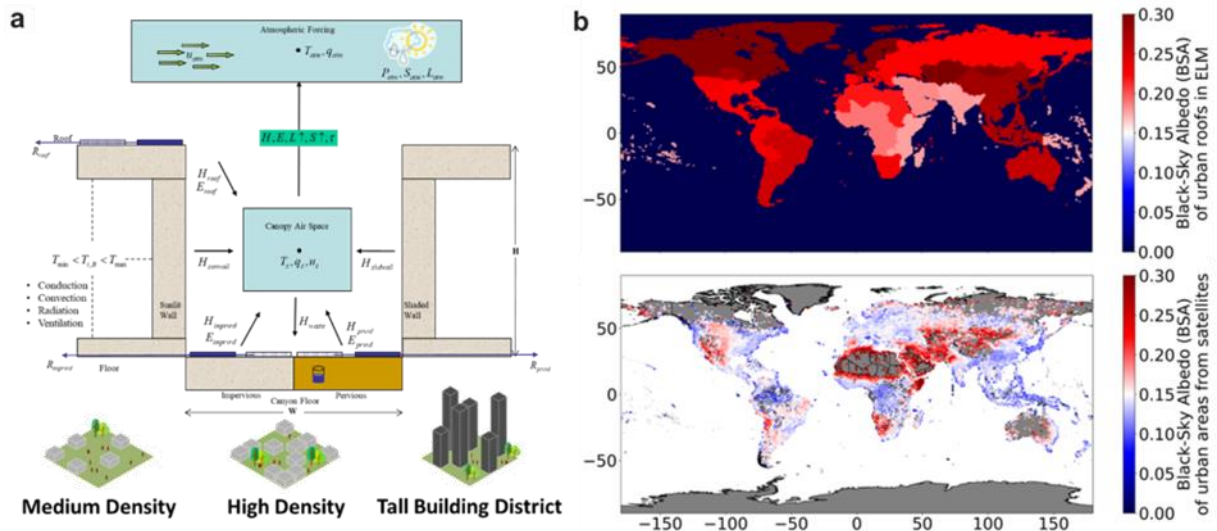 a
Atmospheric Forcing
u_atm
T_atm, q_atm
P_atm, S_atm, L_atm
H, E, L↑, S↑, τ
Roof
R_roof
H_roof
E_roof
Canopy Air Space
T_s, q_s, u_s
T_min < T_i,B < T_max
• Conduction
• Convection
• Radiation
• Ventilation
Sunlit
Wall
H_sunwall
H_shdwall
Shaded
Wall
H
H_imprvd
E_imprvd
H_waste
H_prvd
E_prvd
R_imprvd
Floor
R_prvd
Impervious
Pervious
Canyon Floor
W
Medium Density
High Density
Tall Building District
b
50
0
−50
0.30
0.25
0.20
0.15
0.10
0.05
0.00
Black-Sky Albedo (BSA)
of urban roofs in ELM
50
0
−50
−150
−100
−50
0
50
100
150
0.30
0.25
0.20
0.15
0.10
0.05
0.00
Black-Sky Albedo (BSA)
of urban areas from satellites